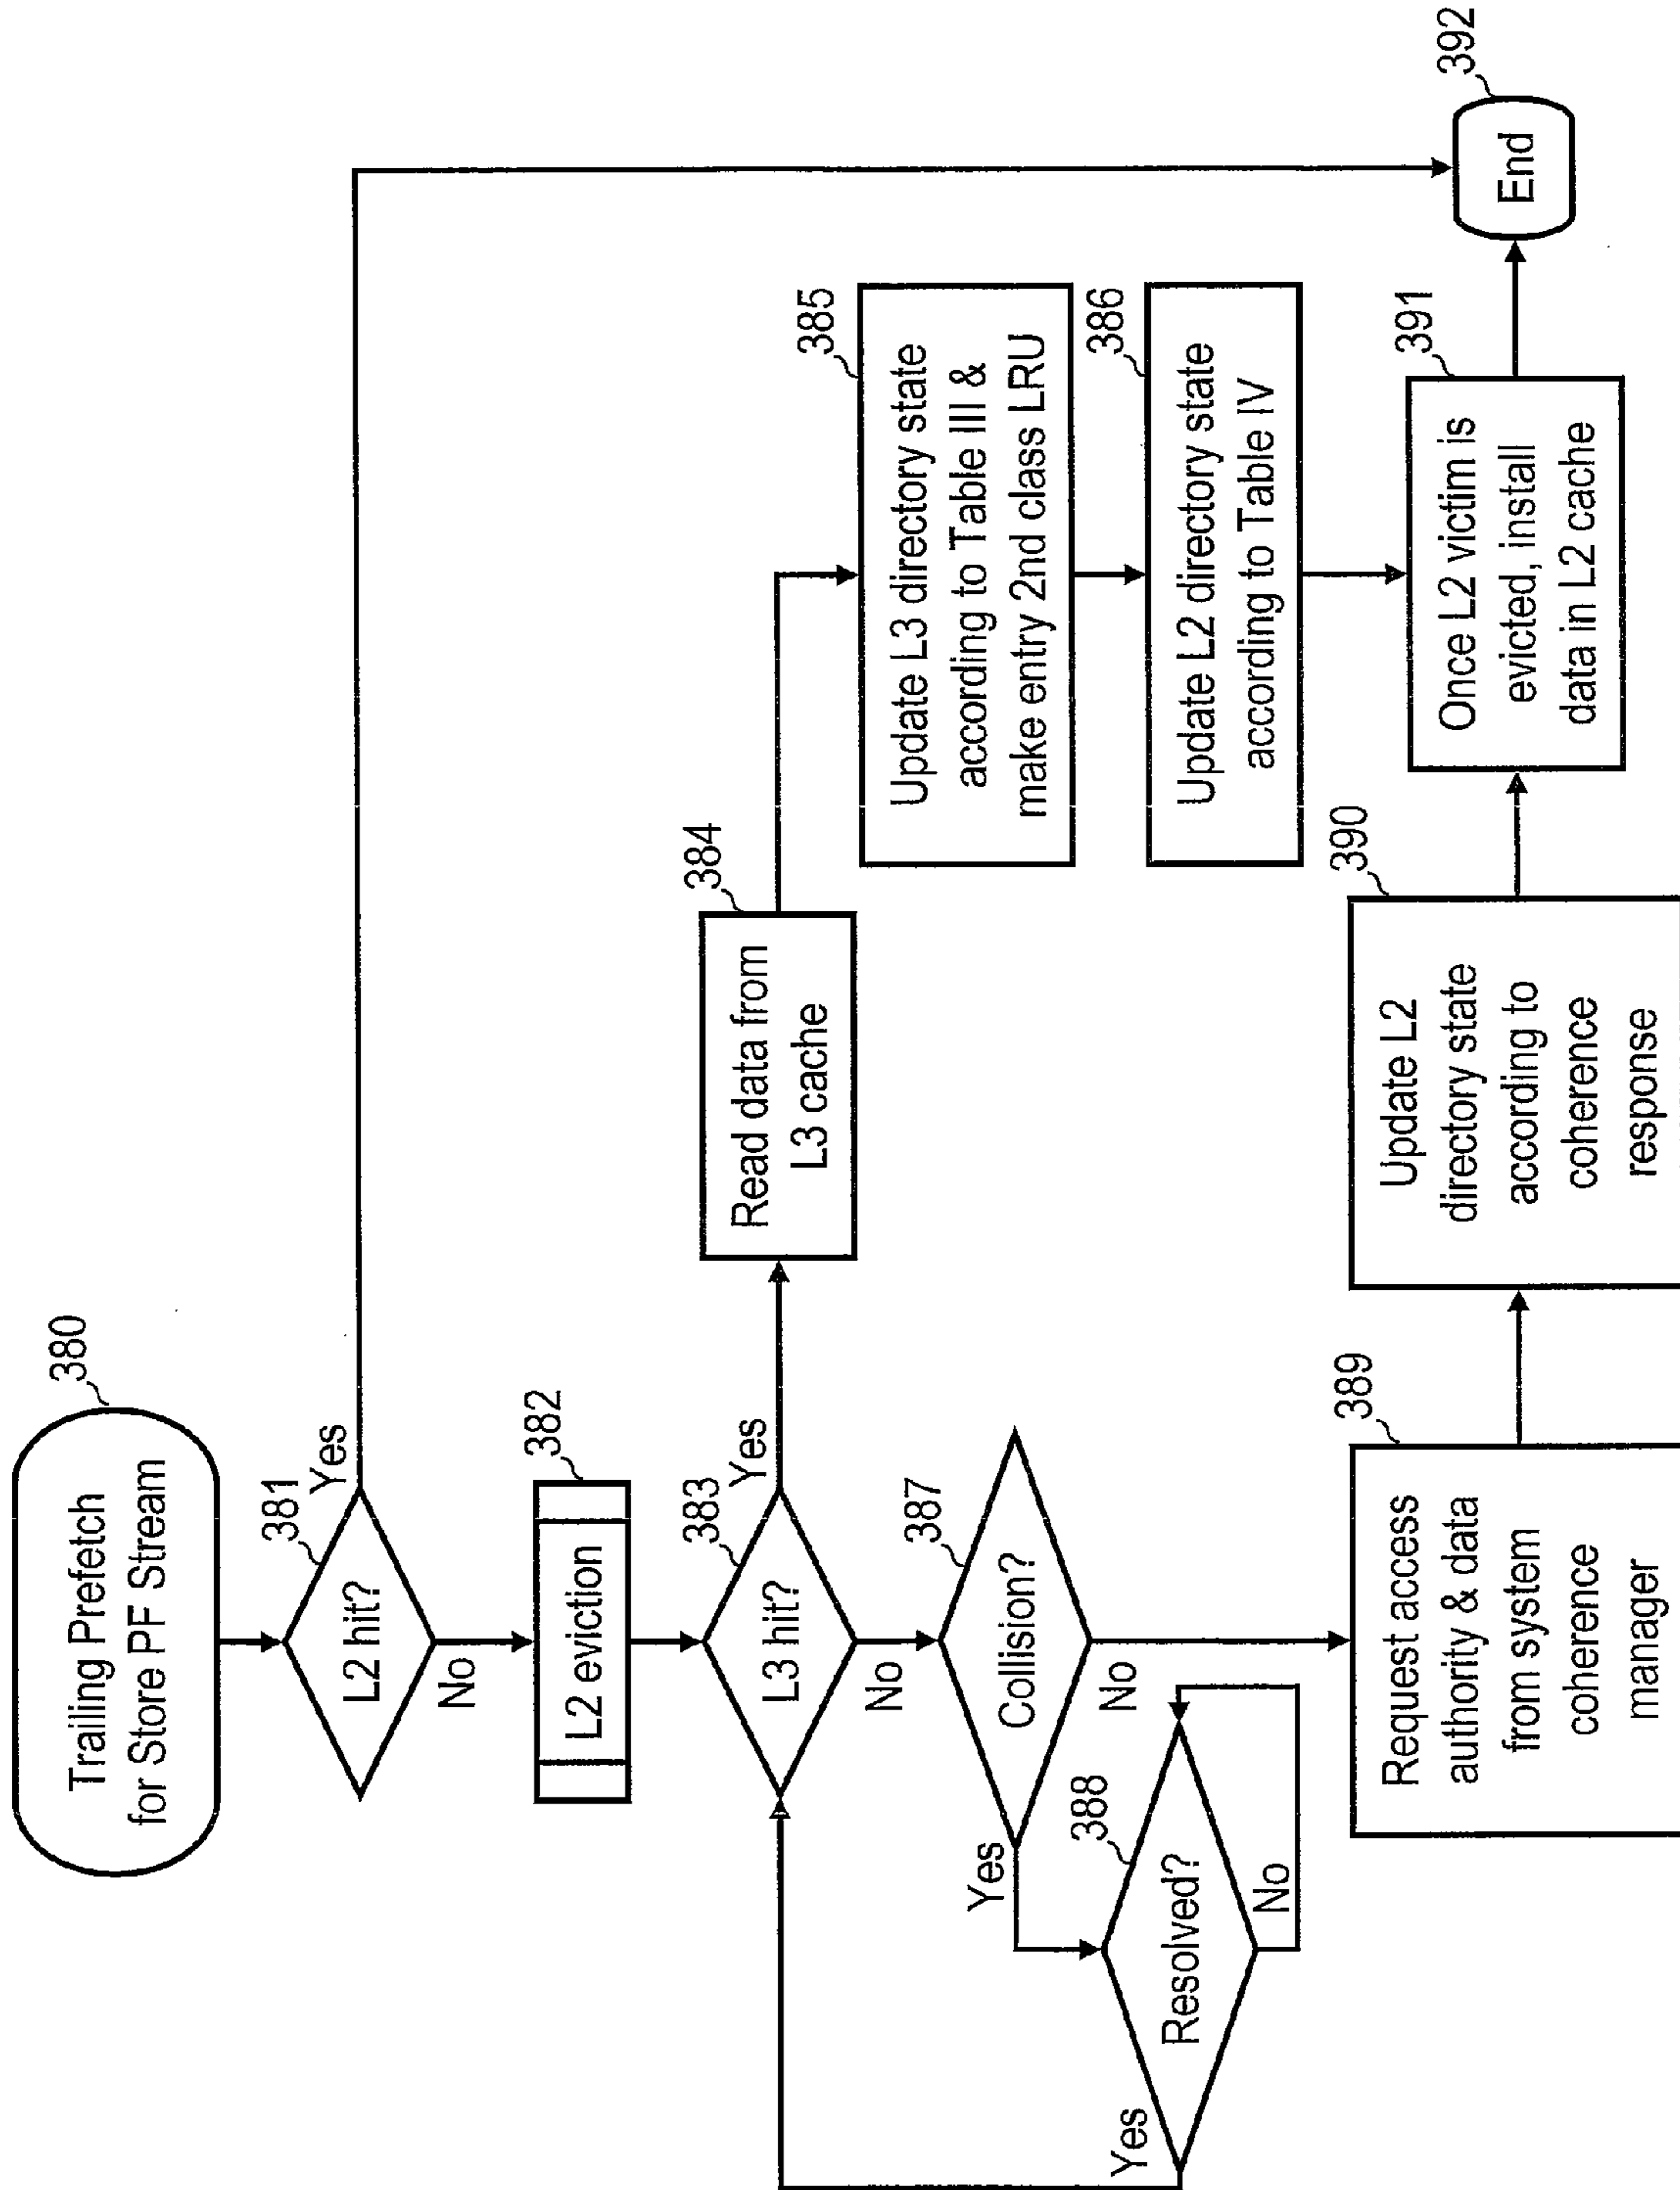 Trailing Prefetch
for Store PF Stream
380
381
L2 hit?
Yes
No
382
L2 eviction
383
L3 hit?
Yes
No
384
Read data from
L3 cache
385
Update L3 directory state
according to Table III &
make entry 2nd class LRU
386
Update L2 directory state
according to Table IV
387
Collision?
Yes
No
388
Resolved?
Yes
No
389
Request access
authority & data
from system
coherence
manager
390
Update L2
directory state
according to
coherence
response
391
Once L2 victim is
evicted, install
data in L2 cache
392
End